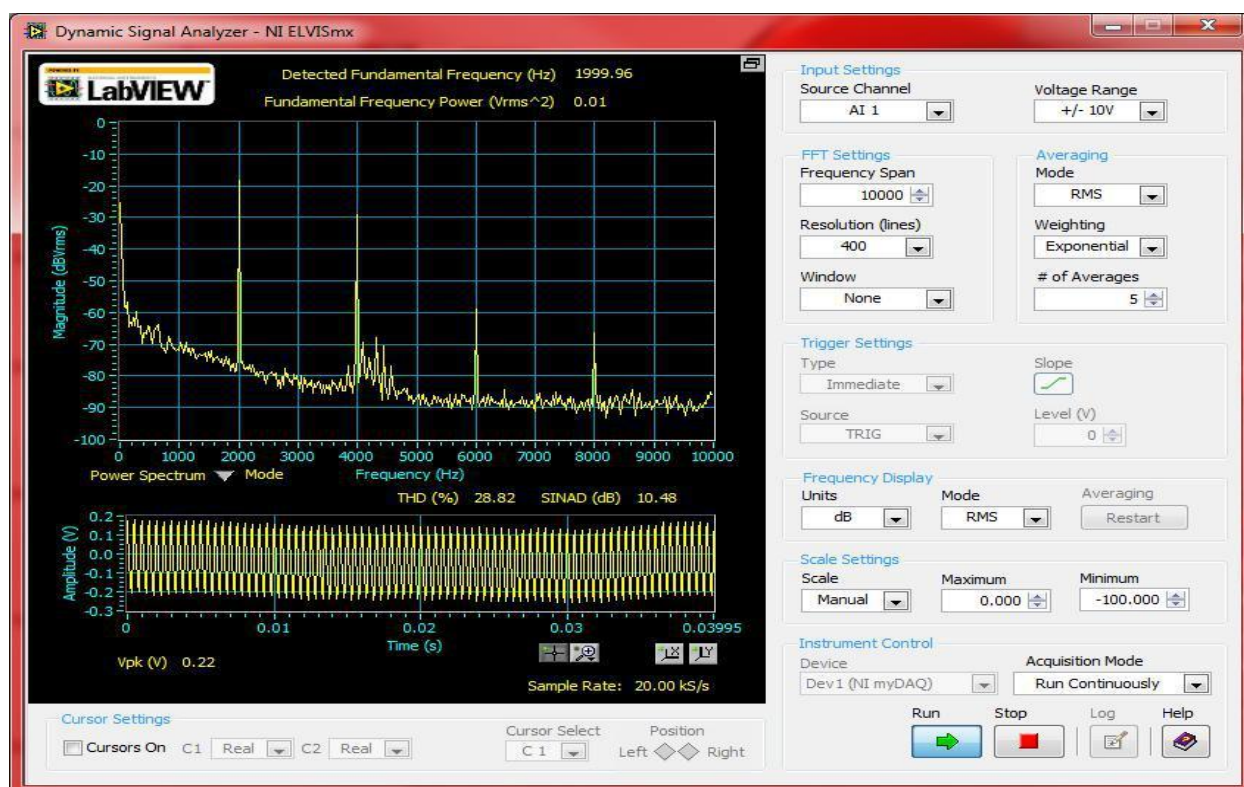 Dynamic Signal Analyzer - NI ELVISmx
LabVIEW
Detected Fundamental Frequency (Hz) 1999.96
Fundamental Frequency Power (Vrms^2) 0.01
Magnitude (dBVrms)
0
-10
-20
-30
-40
-50
-60
-70
-80
-90
-100
0 1000 2000 3000 4000 5000 6000 7000 8000 9000 10000
Power Spectrum Mode Frequency (Hz)
THD (%) 28.82 SINAD (dB) 10.48
Amplitude (V)
0.2
0.1
0.0
-0.1
-0.2
-0.3
0 0.01 0.02 0.03 0.03995
Time (s)
Vpk (V) 0.22
Sample Rate: 20.00 kS/s
Cursor Settings
Cursors On C1 Real C2 Real
Cursor Select
C 1
Position
Left Right
Input Settings
Source Channel Voltage Range
AI 1 +/- 10V
FFT Settings
Frequency Span
10000
Resolution (lines)
400
Window
None
Averaging
Mode
RMS
Weighting
Exponential
# of Averages
5
Trigger Settings
Type Slope
Immediate
Source Level (V)
TRIG 0
Frequency Display
Units Mode Averaging
dB RMS Restart
Scale Settings
Scale Maximum Minimum
Manual 0.000 -100.000
Instrument Control
Device Acquisition Mode
Dev1 (NI myDAQ) Run Continuously
Run Stop Log Help